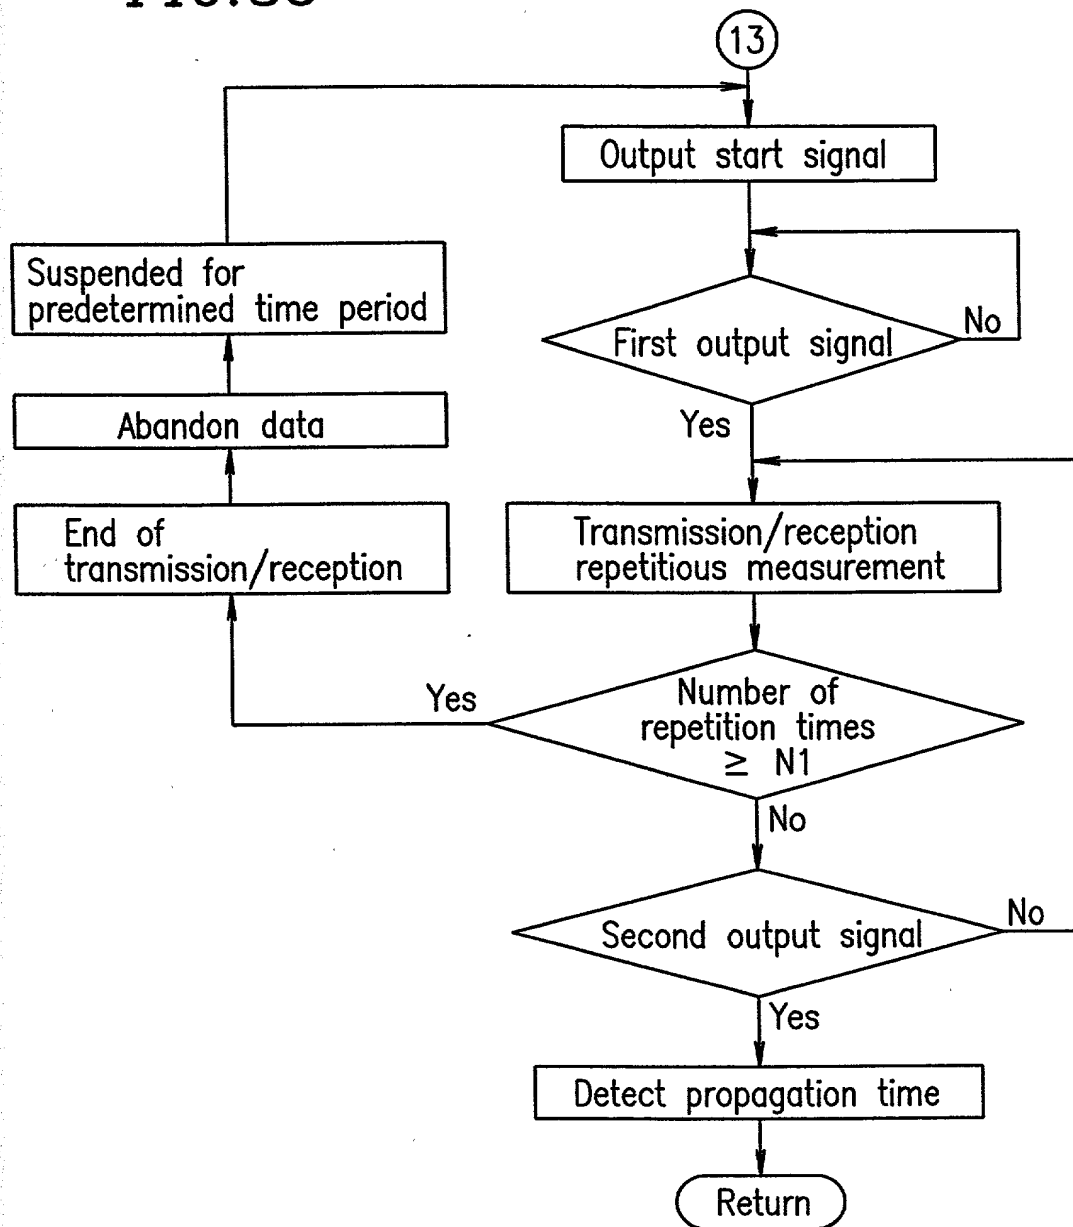 13
Output start signal
Suspended for
predetermined time period
First output signal
No
Abandon data
Yes
End of
transmission/reception
Transmission/reception
repetitious measurement
Yes
Number of
repetition times
≥ N1
No
Second output signal
No
Yes
Detect propagation time
Return